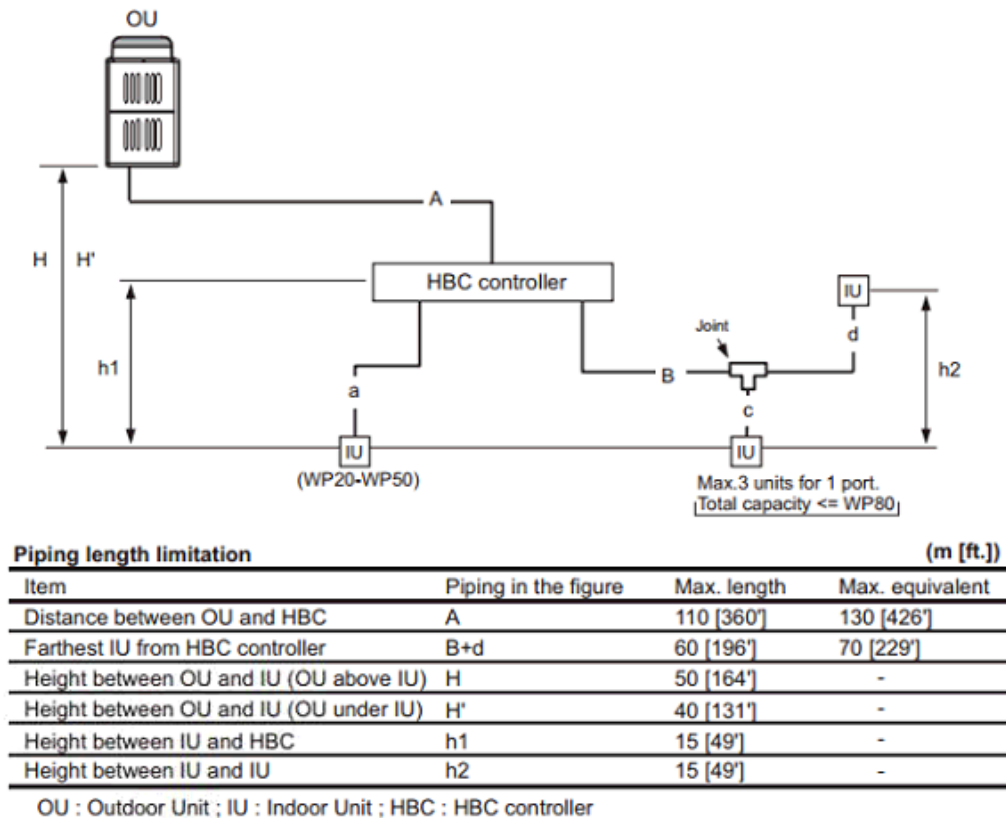 OU
A
H H'
HBC controller
IU
Joint
d
h1
h2
B
a
c
IU
IU
(WP20-WP50)
Max.3 units for 1 port.
Total capacity <= WP80
Piping length limitation (m [ft.])
Item Piping in the figure Max. length Max. equivalent
Distance between OU and HBC A 110 [360'] 130 [426']
Farthest IU from HBC controller B+d 60 [196'] 70 [229']
Height between OU and IU (OU above IU) H 50 [164'] -
Height between OU and IU (OU under IU) H' 40 [131'] -
Height between IU and HBC h1 15 [49'] -
Height between IU and IU h2 15 [49'] -
OU : Outdoor Unit ; IU : Indoor Unit ; HBC : HBC controller